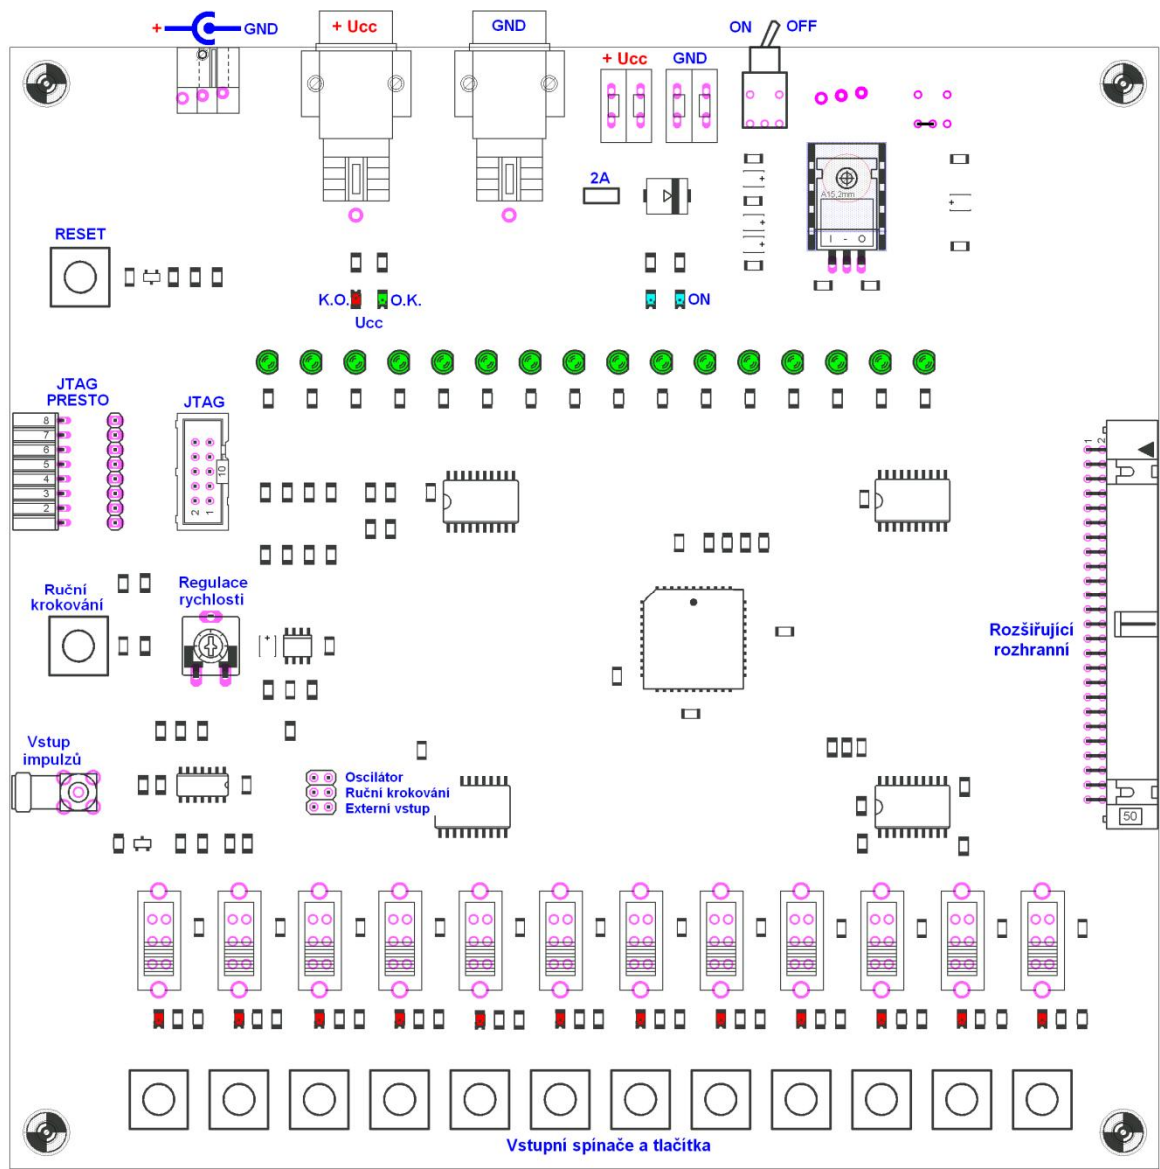 + GND
+ Ucc
GND
ON OFF
+ Ucc
GND
2A
A15,2mm
I - O
RESET
K.O.
O.K.
Ucc
ON
JTAG
PRESTO
JTAG
8
7
6
5
4
3
2
10
2 1
1 2
Ruční
krokování
Regulace
rychlosti
+
Rozšiřující
rozhranní
Vstup
impulzů
Oscilátor
Ruční krokování
Externí vstup
50
Vstupní spínače a tlačítka